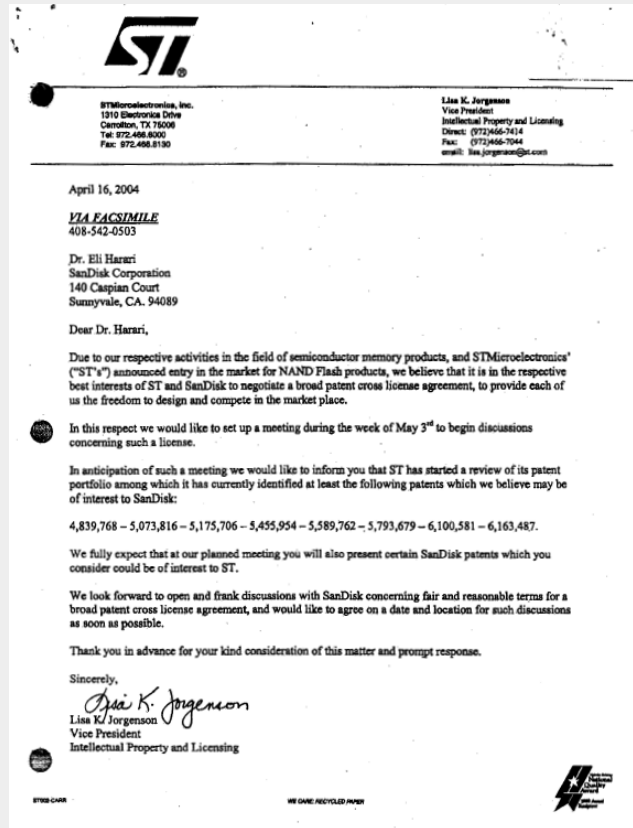 ST
®
STMicroelectronics, Inc.
1310 Electronics Drive
Carrollton, TX 75006
Tel: 972.466.6000
Fax: 972.466.8130
Lisa K. Jorgenson
Vice President
Intellectual Property and Licensing
Direct: (972)466-7414
Fax: (972)466-7044
email: lisa.jorgenson@st.com
April 16, 2004
VIA FACSIMILE
408-542-0503
Dr. Eli Harari
SanDisk Corporation
140 Caspian Court
Sunnyvale, CA. 94089
Dear Dr. Harari,
Due to our respective activities in the field of semiconductor memory products, and STMicroelectronics'
("ST's") announced entry in the market for NAND Flash products, we believe that it is in the respective
best interests of ST and SanDisk to negotiate a broad patent cross license agreement, to provide each of
us the freedom to design and compete in the market place.
In this respect we would like to set up a meeting during the week of May 3rd to begin discussions
concerning such a license.
In anticipation of such a meeting we would like to inform you that ST has started a review of its patent
portfolio among which it has currently identified at least the following patents which we believe may be
of interest to SanDisk:
4,839,768 – 5,073,816 – 5,175,706 – 5,455,954 – 5,589,762 – 5,793,679 – 6,100,581 – 6,163,487.
We fully expect that at our planned meeting you will also present certain SanDisk patents which you
consider could be of interest to ST.
We look forward to open and frank discussions with SanDisk concerning fair and reasonable terms for a
broad patent cross license agreement, and would like to agree on a date and location for such discussions
as soon as possible.
Thank you in advance for your kind consideration of this matter and prompt response.
Sincerely,
Lisa K. Jorgenson
Lisa K. Jorgenson
Vice President
Intellectual Property and Licensing
WE CARE: RECYCLED PAPER
National
Quality
Award